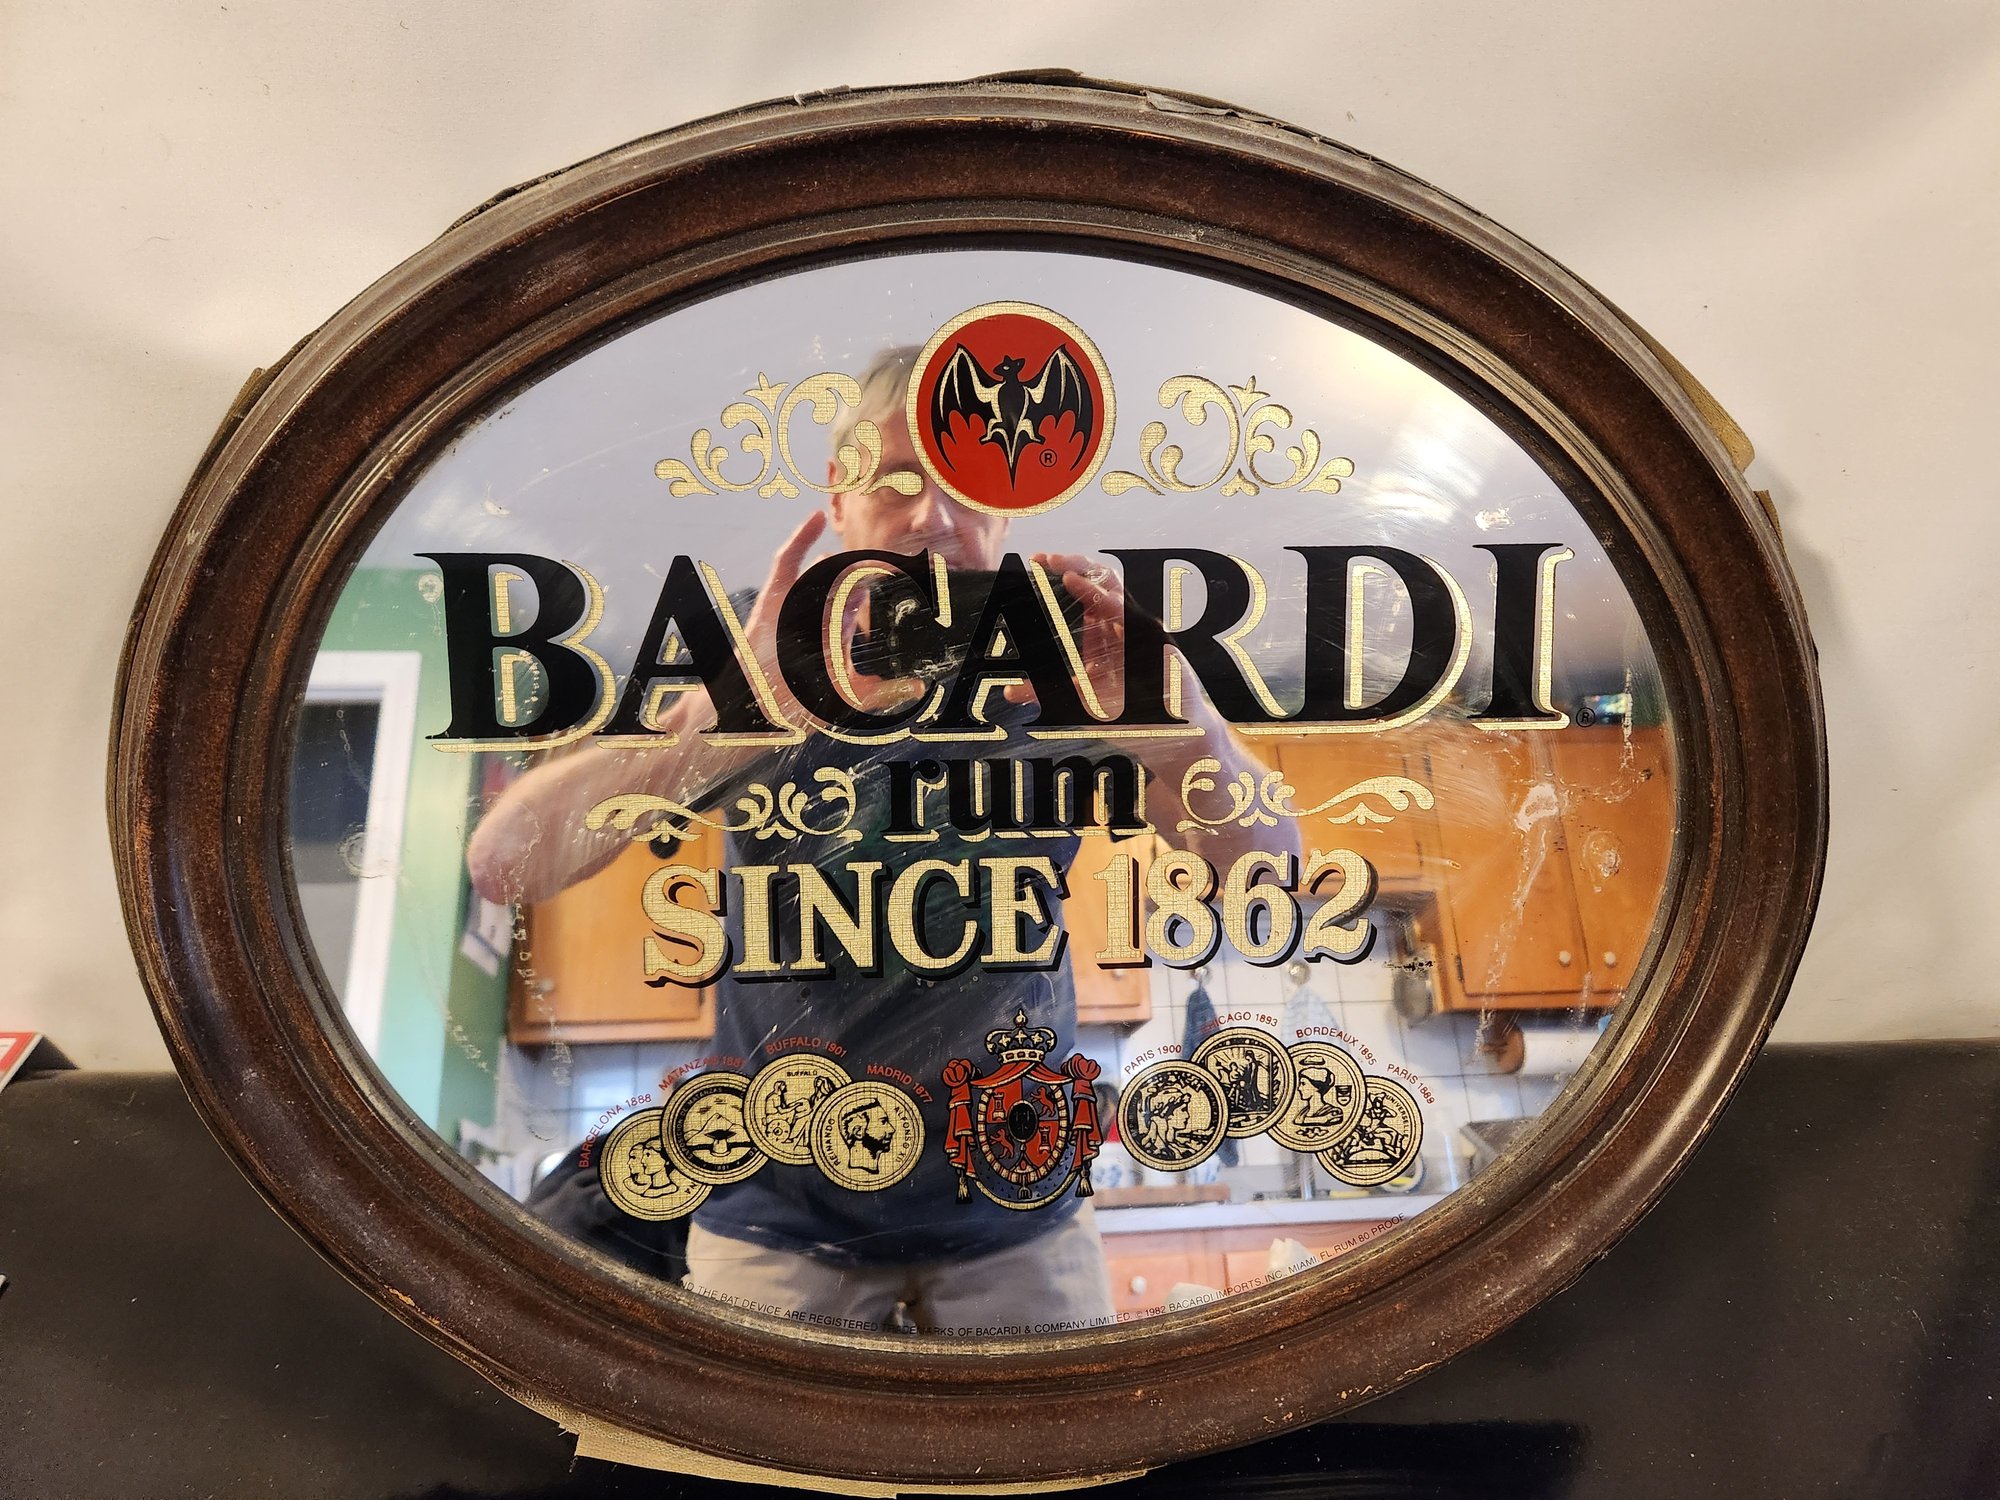 ®
BACARDI®
rum
SINCE 1862
BARCELONA 1888
MATANZAS 1881
BUFFALO 1901
MADRID 1877
PARIS 1900
CHICAGO 1893
BORDEAUX 1895
PARIS 1889
BUFFALO
THE BAT DEVICE ARE REGISTERED TRADEMARKS OF BACARDI & COMPANY LIMITED. © 1982 BACARDI IMPORTS, INC. MIAMI, FL. RUM 80 PROOF